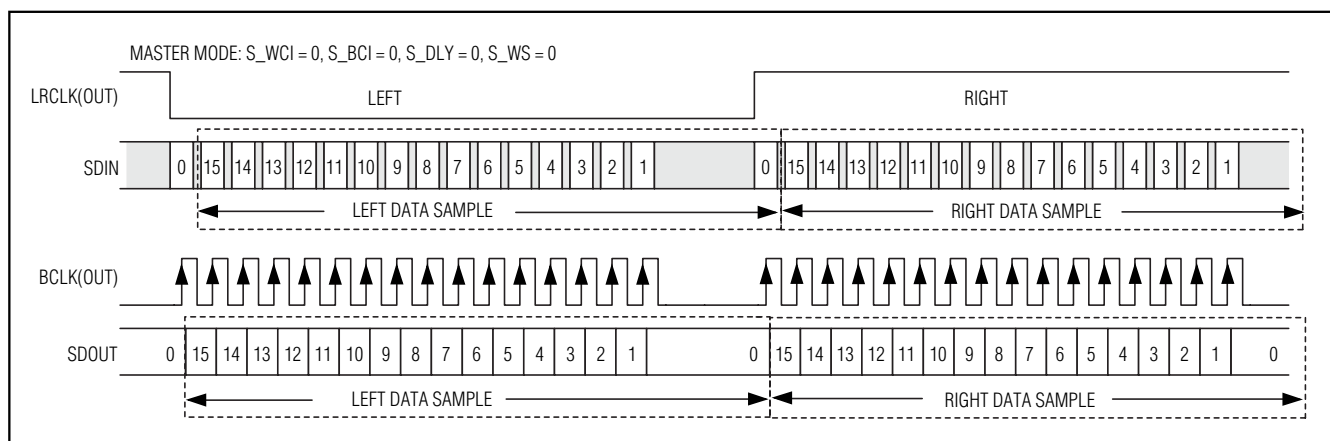 MASTER MODE: S_WCI = 0, S_BCI = 0, S_DLY = 0, S_WS = 0
LRCLK(OUT) LEFT RIGHT
SDIN 0 15 14 13 12 11 10 9 8 7 6 5 4 3 2 1 0 15 14 13 12 11 10 9 8 7 6 5 4 3 2 1
LEFT DATA SAMPLE RIGHT DATA SAMPLE
BCLK(OUT)
SDOUT 0 15 14 13 12 11 10 9 8 7 6 5 4 3 2 1 0 15 14 13 12 11 10 9 8 7 6 5 4 3 2 1 0
LEFT DATA SAMPLE RIGHT DATA SAMPLE